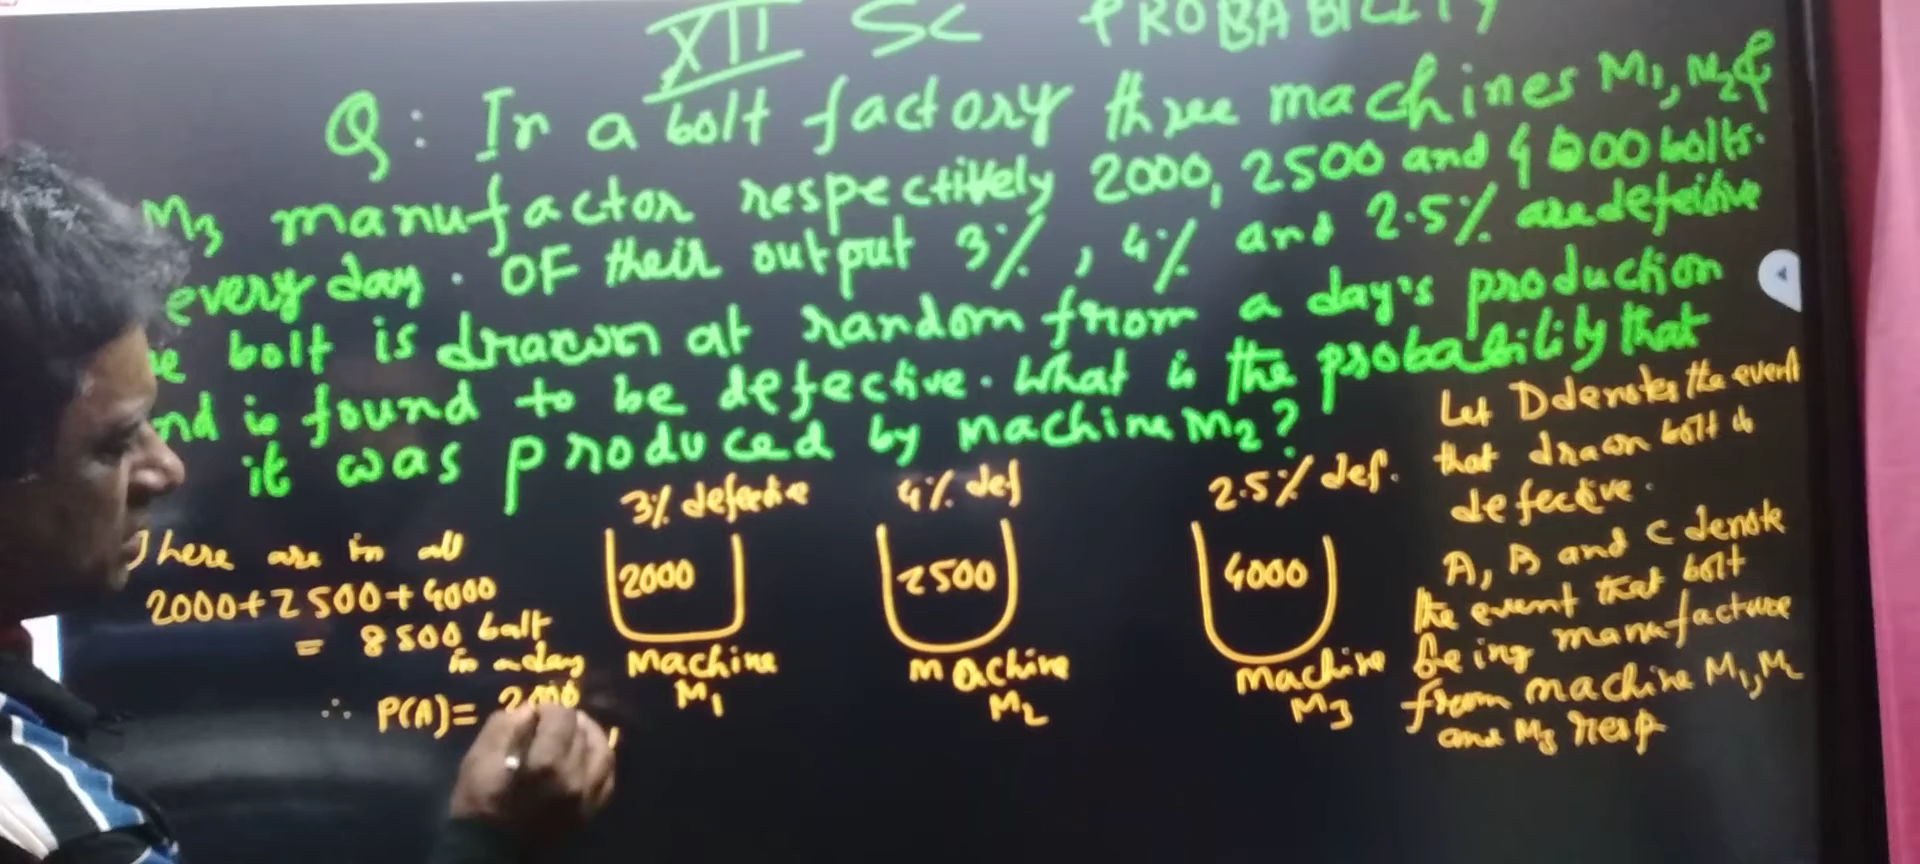 XII SC PROBABILITY
Q: In a bolt factory three machines M1, M2 &
M3 manufactor respectively 2000, 2500 and 4000 bolts.
every day. OF their output 3%, 4% and 2.5% are defective
bolt is drawn at random from a day's production
nd is found to be defective. What is the probability that
it was produced by machine M2?
There are in all
2000+2500+4000
= 8500 bolt
in a day
∴ P(A)= 2000
3% defective
2000
Machine
M1
4% def
2500
Machine
M2
2.5% def.
4000
Machine
M3
Let D denotes the event
that drawn bolt is
defective.
A, B and C denote
the event that bolt
being manufacture
from machine M1, M2
and M3 resp